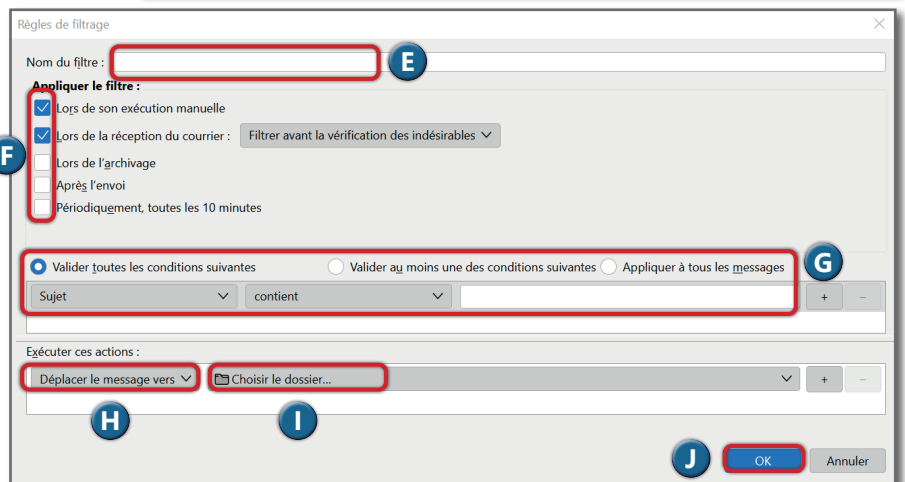 Règles de filtrage
Nom du filtre : E
Appliquer le filtre :
Lors de son exécution manuelle
Lors de la réception du courrier : Filtrer avant la vérification des indésirables
F
Lors de l'archivage
Après l'envoi
Périodiquement, toutes les 10 minutes
Valider toutes les conditions suivantes Valider au moins une des conditions suivantes Appliquer à tous les messages G
Sujet contient + −
Exécuter ces actions :
Déplacer le message vers Choisir le dossier... + −
H I
J OK Annuler